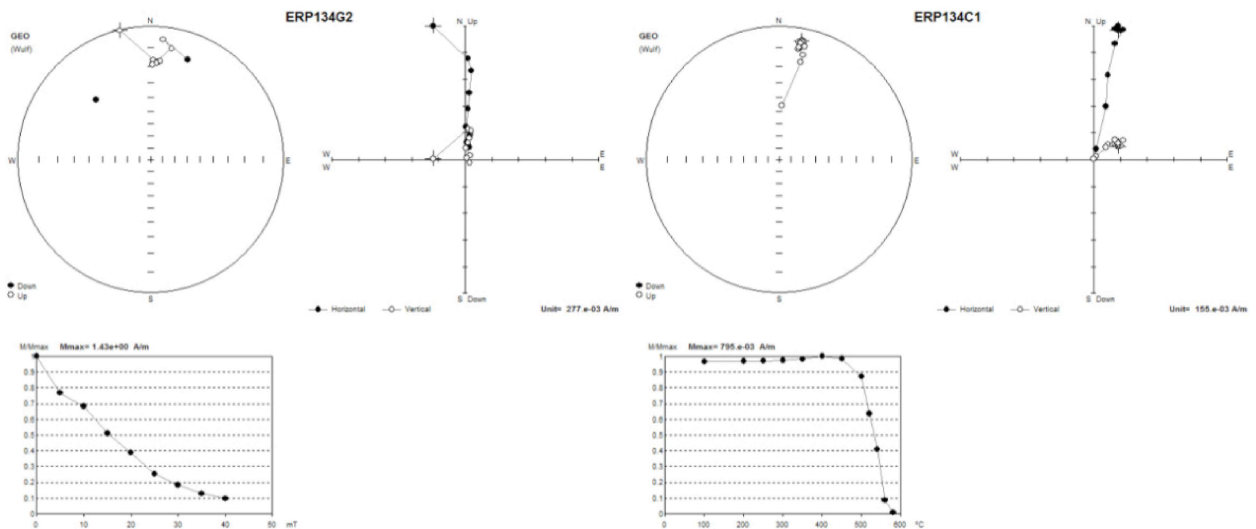 ERP134G2
GEO
(Wulf)
N
W
E
S
Down
Up
N Up
W
W
E
E
S Down
Horizontal
Vertical
Unit= 277.e-03 A/m
M/Mmax
Mmax= 1.43e+00 A/m
1
0.9
0.8
0.7
0.6
0.5
0.4
0.3
0.2
0.1
0
0
10
20
30
40
50
mT
ERP134C1
GEO
(Wulf)
N
W
E
S
Down
Up
N Up
W
W
E
E
S Down
Horizontal
Vertical
Unit= 155.e-03 A/m
M/Mmax
Mmax= 795.e-03 A/m
1
0.9
0.8
0.7
0.6
0.5
0.4
0.3
0.2
0.1
0
0
100
200
300
400
500
600
°C